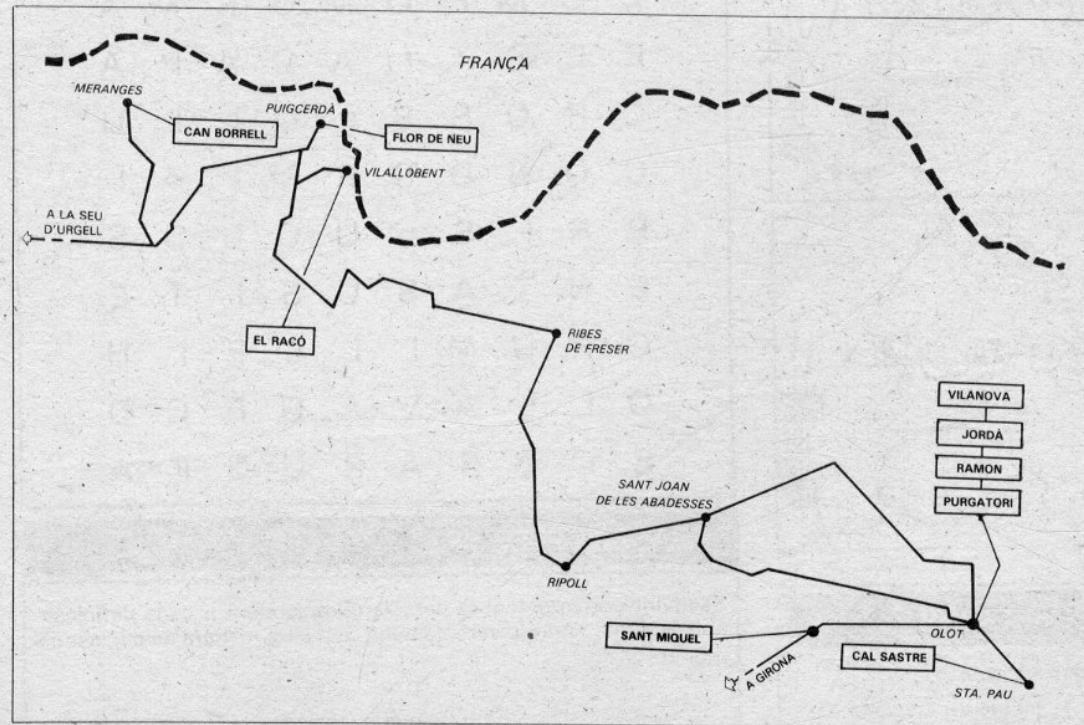 FRANÇA
MERANGES
PUIGCERDÀ
CAN BORRELL
FLOR DE NEU
VILALLOBENT
A LA SEU
D'URGELL
EL RACÓ
RIBES
DE FRESER
VILANOVA
JORDÀ
RAMON
PURGATORI
SANT JOAN
DE LES ABADESSES
RIPOLL
SANT MIQUEL
OLOT
CAL SASTRE
A GIRONA
STA. PAU